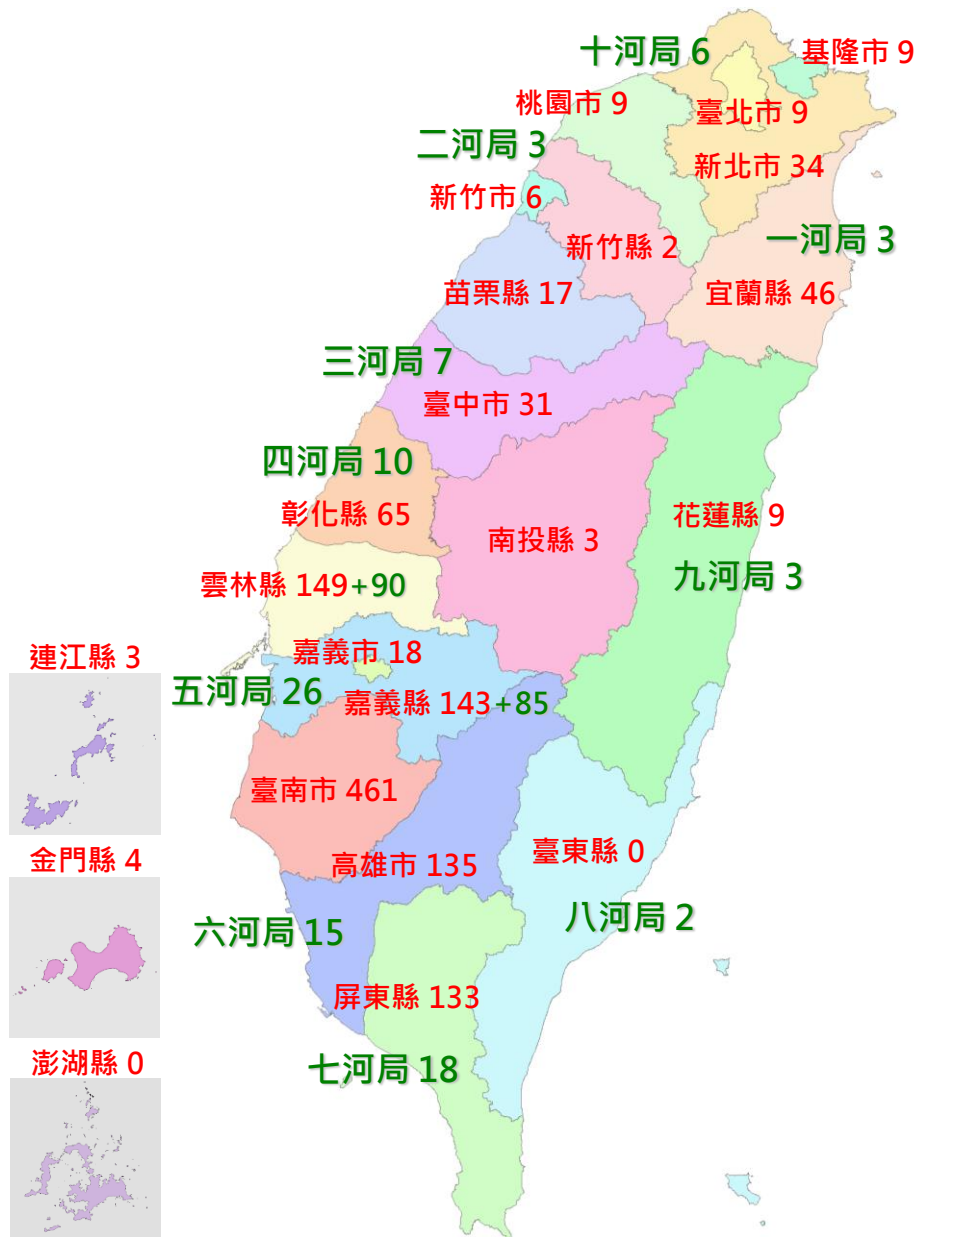 十河局 6
基隆市 9
桃園市 9
臺北市 9
二河局 3
新北市 34
新竹市 6
一河局 3
新竹縣 2
苗栗縣 17
宜蘭縣 46
三河局 7
臺中市 31
四河局 10
彰化縣 65
花蓮縣 9
南投縣 3
九河局 3
雲林縣 149+90
嘉義市 18
連江縣 3
五河局 26
嘉義縣 143+85
臺南市 461
臺東縣 0
金門縣 4
高雄市 135
八河局 2
六河局 15
屏東縣 133
澎湖縣 0
七河局 18